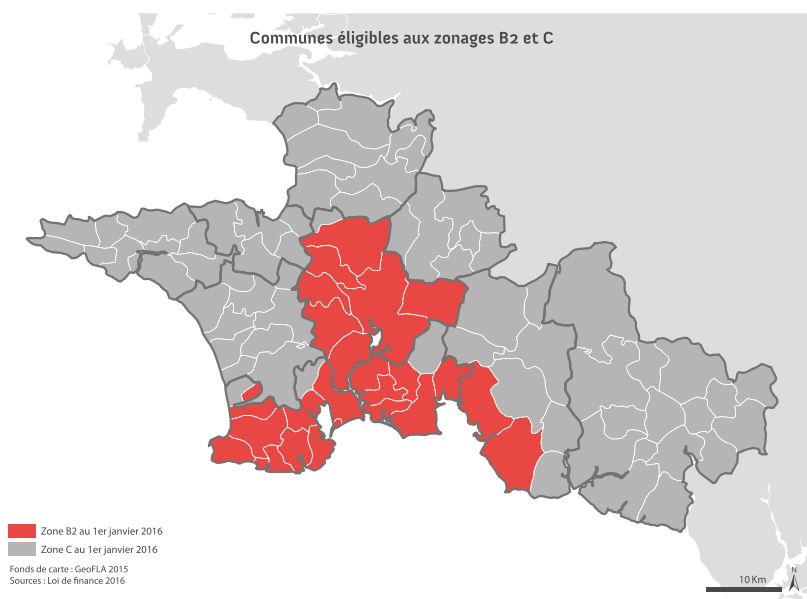 Communes éligibles aux zonages B2 et C
Zone B2 au 1er janvier 2016
Zone C au 1er janvier 2016
Fonds de carte : GeoFLA 2015
Sources : Loi de finance 2016
10 Km
N